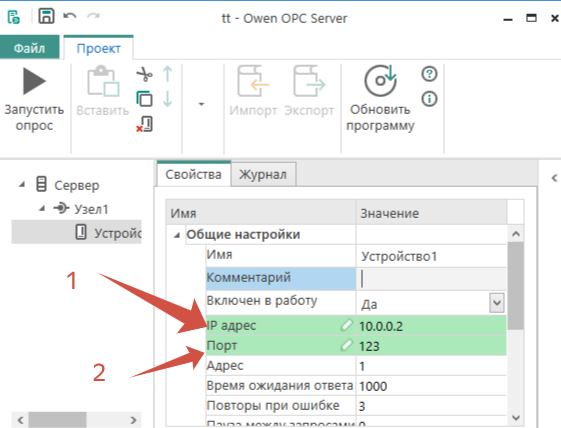 tt - Owen OPC Server
Файл Проект
Запустить опрос
Вставить
Импорт Экспорт
Обновить программу
Сервер
Узел1
Устройс
Свойства Журнал
Имя Значение
Общие настройки
Имя Устройство1
Комментарий
Включен в работу Да
1
IP адрес 10.0.0.2
Порт 123
2
Адрес 1
Время ожидания ответа 1000
Повторы при ошибке 3
Пауза между запросами 0